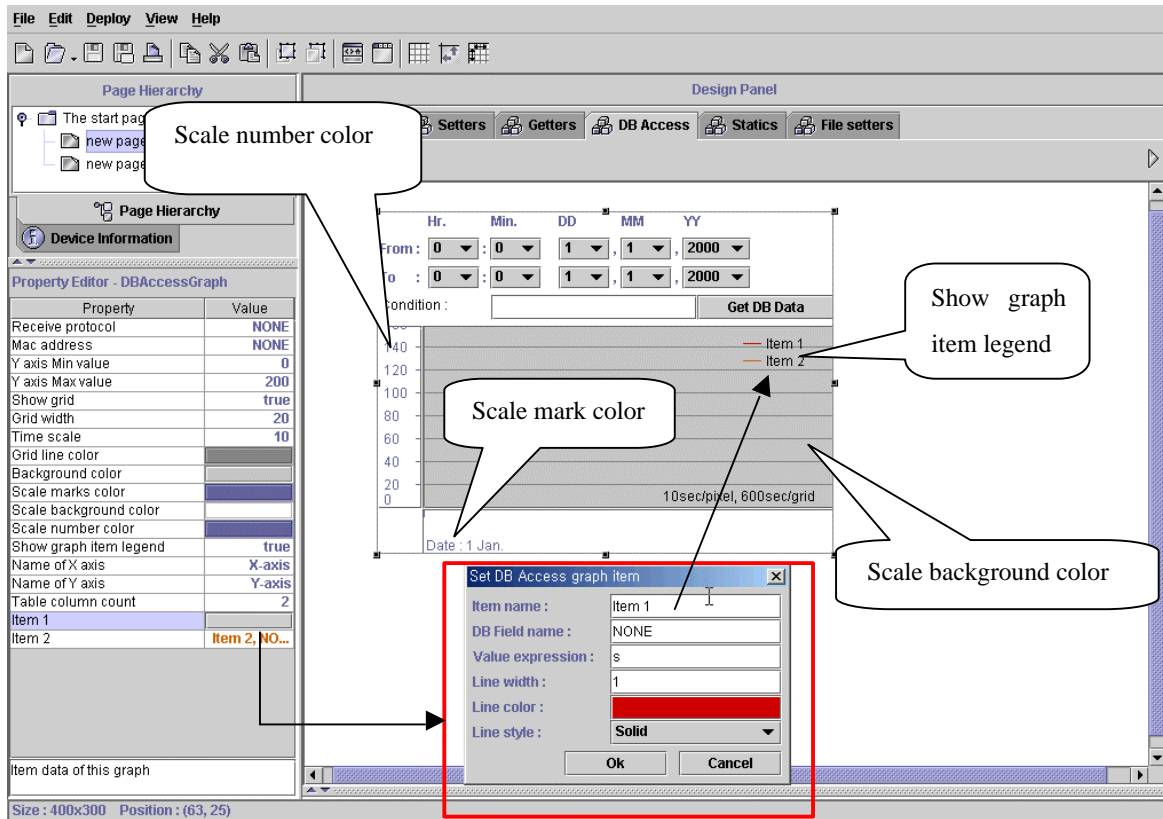 File Edit Deploy View Help
Page Hierarchy
The start pag
new page
new page
Page Hierarchy
Device Information
Property Editor - DBAccessGraph
Property Value
Receive protocol NONE
Mac address NONE
Y axis Min value 0
Y axis Max value 200
Show grid true
Grid width 20
Time scale 10
Grid line color
Background color
Scale marks color
Scale background color
Scale number color
Show graph item legend true
Name of X axis X-axis
Name of Y axis Y-axis
Table column count 2
Item 1
Item 2 Item 2, NO...
Item data of this graph
Size : 400x300 Position : (63, 25)
Design Panel
Setters Getters DB Access Statics File setters
Scale number color
Hr. Min. DD MM YY
From : 0 : 0 1 , 1 , 2000
To : 0 : 0 1 , 1 , 2000
Condition : Get DB Data
140
120
100
80
60
40
20
0
Item 1
Item 2
10sec/pixel, 600sec/grid
Date : 1 Jan.
Show graph
item legend
Scale mark color
Scale background color
Set DB Access graph item
Item name : Item 1
DB Field name : NONE
Value expression : s
Line width : 1
Line color :
Line style : Solid
Ok Cancel